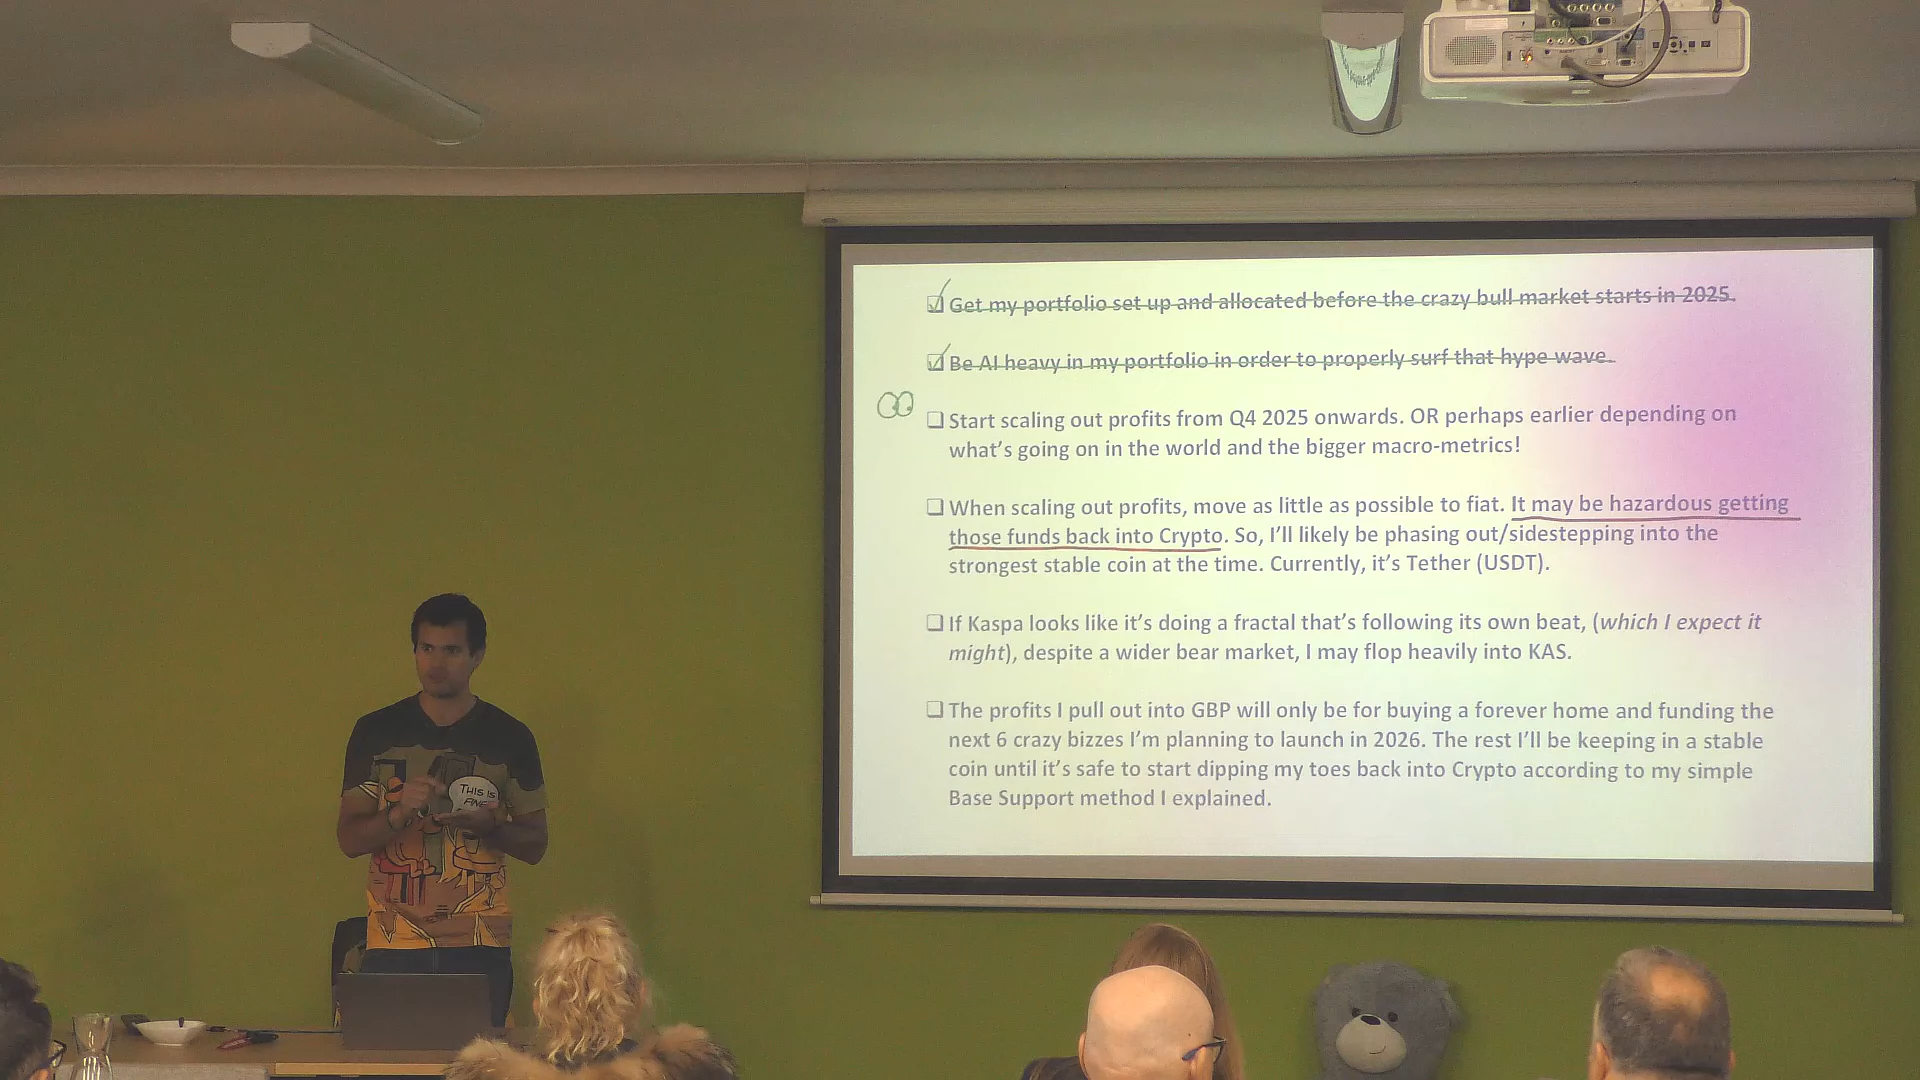 Get my portfolio set up and allocated before the crazy bull market starts in 2025.
Be AI heavy in my portfolio in order to properly surf that hype wave.
Start scaling out profits from Q4 2025 onwards. OR perhaps earlier depending on
what's going on in the world and the bigger macro-metrics!
When scaling out profits, move as little as possible to fiat. It may be hazardous getting
those funds back into Crypto. So, I'll likely be phasing out/sidestepping into the
strongest stable coin at the time. Currently, it's Tether (USDT).
If Kaspa looks like it's doing a fractal that's following its own beat, (which I expect it
might), despite a wider bear market, I may flop heavily into KAS.
The profits I pull out into GBP will only be for buying a forever home and funding the
next 6 crazy bizzes I'm planning to launch in 2026. The rest I'll be keeping in a stable
coin until it's safe to start dipping my toes back into Crypto according to my simple
Base Support method I explained.
THIS IS
FINE